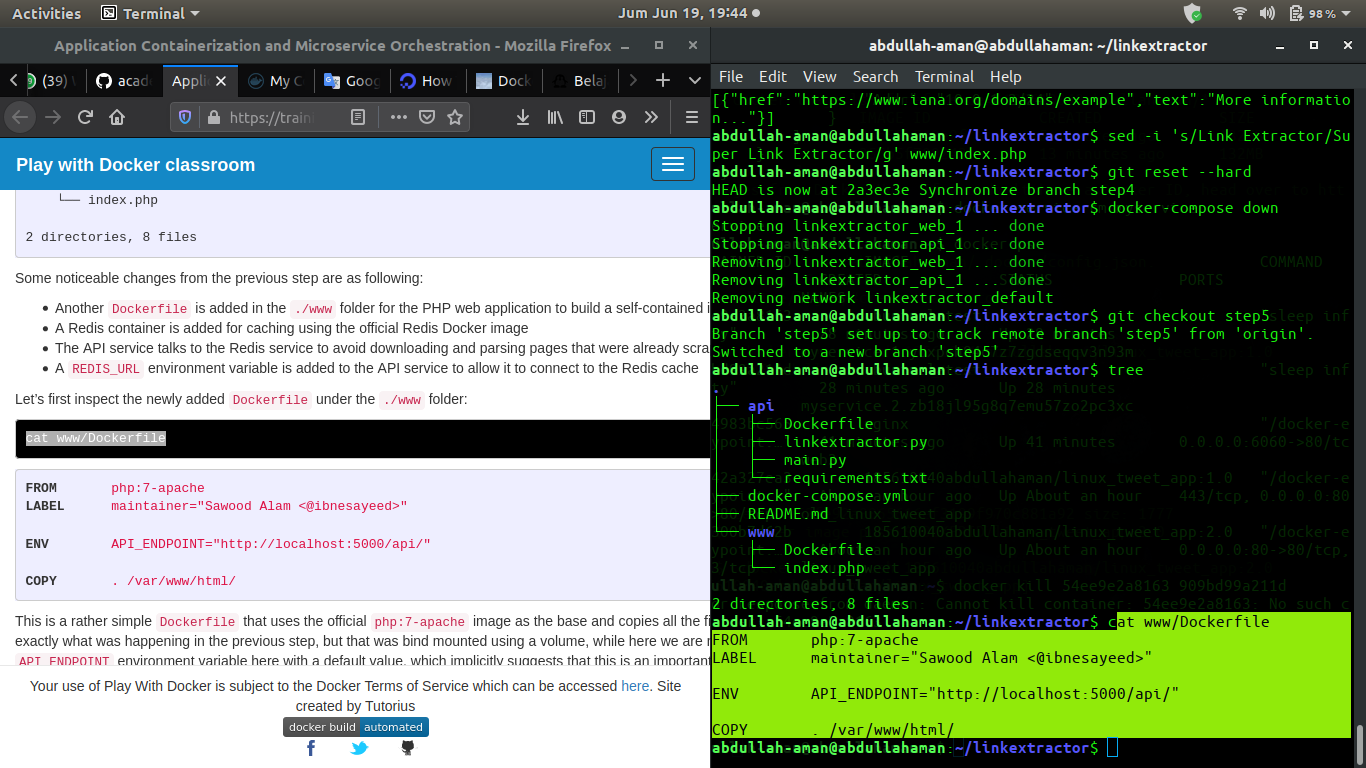 Activities Terminal Jum Jun 19, 19:44 98%
Application Containerization and Microservice Orchestration - Mozilla Firefox
(39) acade Applic My C Goog How Dock Belaj
https://traini
Play with Docker classroom
└── index.php
2 directories, 8 files
Some noticeable changes from the previous step are as following:
Another Dockerfile is added in the ./www folder for the PHP web application to build a self-contained i
A Redis container is added for caching using the official Redis Docker image
The API service talks to the Redis service to avoid downloading and parsing pages that were already scra
A REDIS_URL environment variable is added to the API service to allow it to connect to the Redis cache
Let's first inspect the newly added Dockerfile under the ./www folder:
cat www/Dockerfile
FROM php:7-apache
LABEL maintainer="Sawood Alam <@ibnesayeed>"
ENV API_ENDPOINT="http://localhost:5000/api/"
COPY . /var/www/html/
This is a rather simple Dockerfile that uses the official php:7-apache image as the base and copies all the fi
exactly what was happening in the previous step, but that was bind mounted using a volume, while here we are m
API_ENDPOINT environment variable here with a default value, which implicitly suggests that this is an important
Your use of Play With Docker is subject to the Docker Terms of Service which can be accessed here. Site
created by Tutorius
docker build automated
abdullah-aman@abdullahaman: ~/linkextractor
File Edit View Search Terminal Help
[{"href":"https://www.iana.org/domains/example","text":"More informatio
n..."}]
abdullah-aman@abdullahaman:~/linkextractor$ sed -i 's/Link Extractor/Su
per Link Extractor/g' www/index.php
abdullah-aman@abdullahaman:~/linkextractor$ git reset --hard
HEAD is now at 2a3ec3e Synchronize branch step4
abdullah-aman@abdullahaman:~/linkextractor$ docker-compose down
Stopping linkextractor_web_1 ... done
Stopping linkextractor_api_1 ... done
Removing linkextractor_web_1 ... done
Removing linkextractor_api_1 ... done
Removing network linkextractor_default
abdullah-aman@abdullahaman:~/linkextractor$ git checkout step5
Branch 'step5' set up to track remote branch 'step5' from 'origin'.
Switched to a new branch 'step5'
abdullah-aman@abdullahaman:~/linkextractor$ tree
.
├── api
│   ├── Dockerfile
│   ├── linkextractor.py
│   ├── main.py
│   └── requirements.txt
├── docker-compose.yml
├── README.md
└── www
    ├── Dockerfile
    └── index.php
2 directories, 8 files
abdullah-aman@abdullahaman:~/linkextractor$ cat www/Dockerfile
FROM php:7-apache
LABEL maintainer="Sawood Alam <@ibnesayeed>"
ENV API_ENDPOINT="http://localhost:5000/api/"
COPY . /var/www/html/
abdullah-aman@abdullahaman:~/linkextractor$